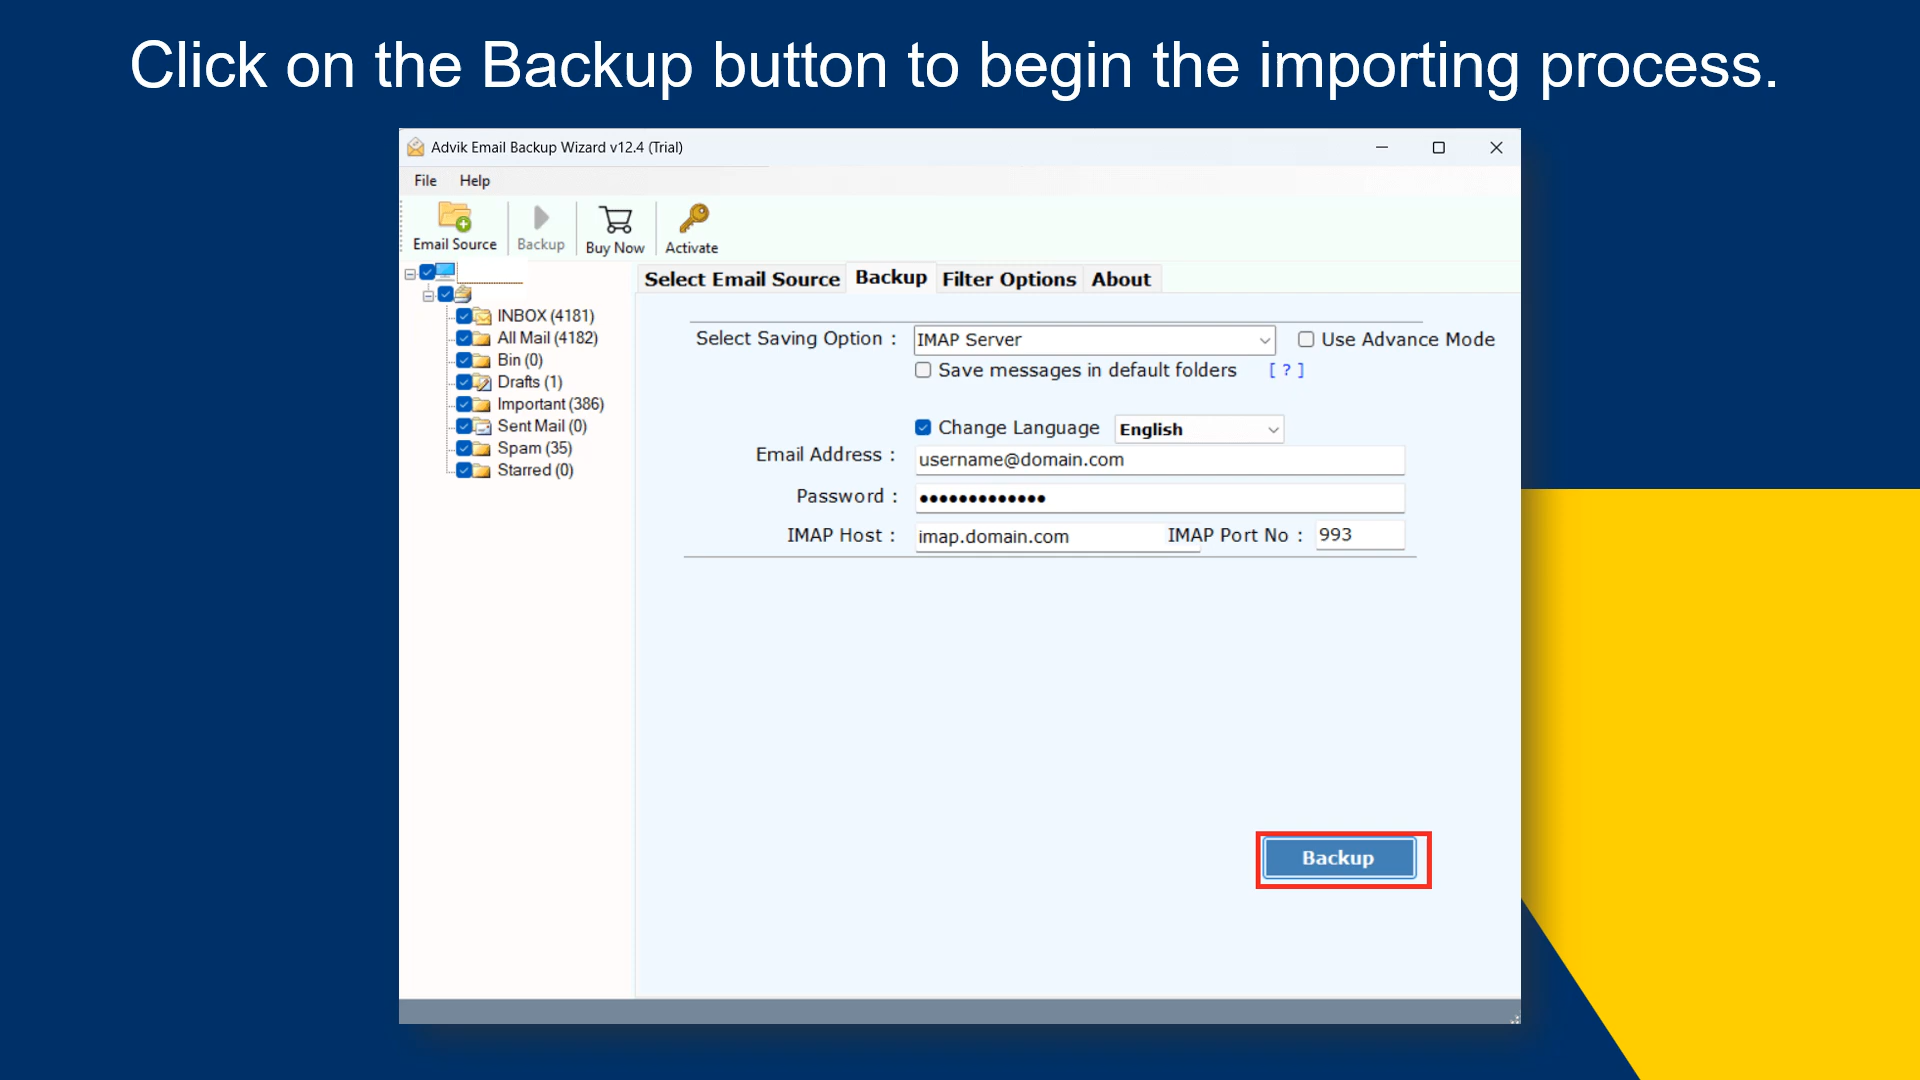 Click on the Backup button to begin the importing process.
Advik Email Backup Wizard v12.4 (Trial)
File Help
Email Source Backup Buy Now Activate
Select Email Source Backup Filter Options About
INBOX (4181)
All Mail (4182)
Bin (0)
Drafts (1)
Important (386)
Sent Mail (0)
Spam (35)
Starred (0)
Select Saving Option : IMAP Server Use Advance Mode
Save messages in default folders [ ? ]
Change Language English
Email Address : username@domain.com
Password : •••••••••••••
IMAP Host : imap.domain.com IMAP Port No : 993
Backup